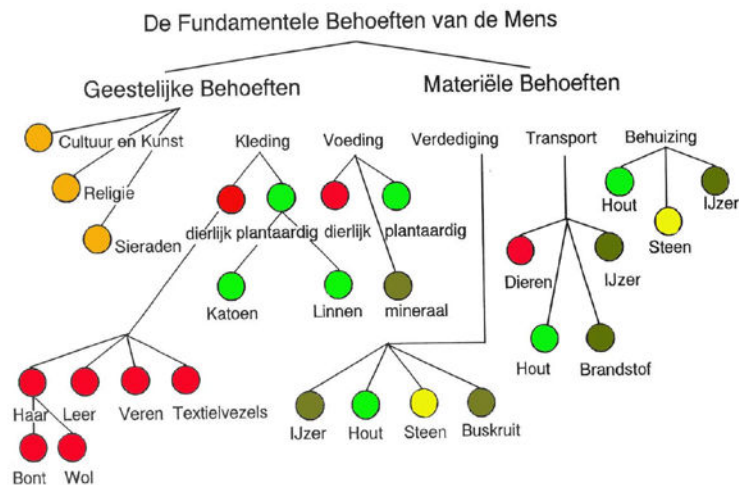 De Fundamentele Behoeften van de Mens
Geestelijke Behoeften
Materiële Behoeften
Cultuur en Kunst
Religie
Sieraden
Kleding
Voeding
Verdediging
Transport
Behuizing
dierlijk plantaardig
dierlijk
plantaardig
Katoen
Linnen
mineraal
Haar
Leer
Veren
Textielvezels
Bont
Wol
IJzer
Hout
Steen
Buskruit
Dieren
IJzer
Hout
Brandstof
Hout
Steen
IJzer